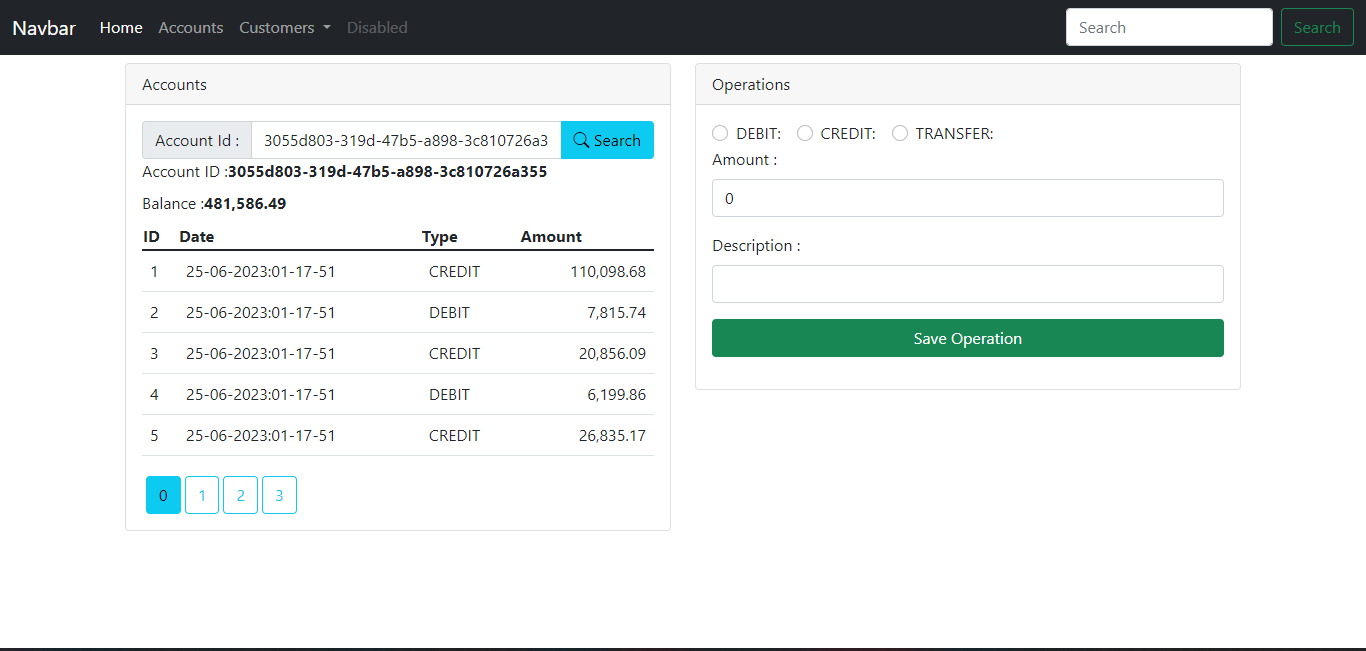 Navbar Home Accounts Customers Disabled Search Search
Accounts
Account Id : 3055d803-319d-47b5-a898-3c810726a3 Search
Account ID :3055d803-319d-47b5-a898-3c810726a355
Balance :481,586.49
ID Date Type Amount
1 25-06-2023:01-17-51 CREDIT 110,098.68
2 25-06-2023:01-17-51 DEBIT 7,815.74
3 25-06-2023:01-17-51 CREDIT 20,856.09
4 25-06-2023:01-17-51 DEBIT 6,199.86
5 25-06-2023:01-17-51 CREDIT 26,835.17
0 1 2 3
Operations
DEBIT: CREDIT: TRANSFER:
Amount :
0
Description :
Save Operation